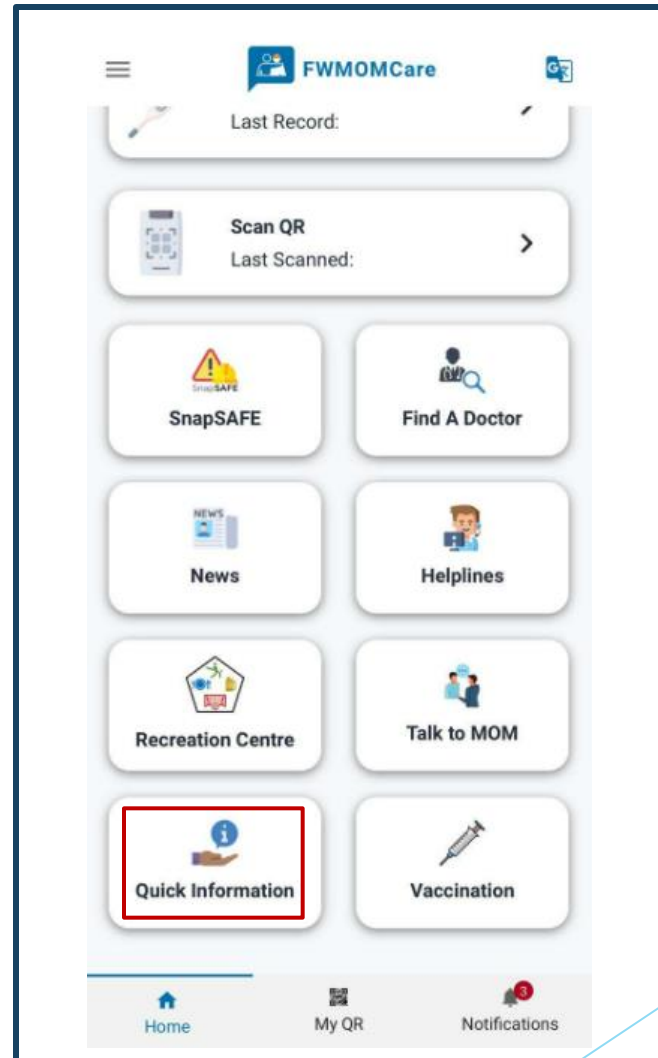 FWMOMCare
Last Record:
Scan QR
Last Scanned:
SnapSAFE
SnapSAFE
Find A Doctor
NEWS
News
Helplines
Recreation Centre
Talk to MOM
Quick Information
Vaccination
3
Home
My QR
Notifications